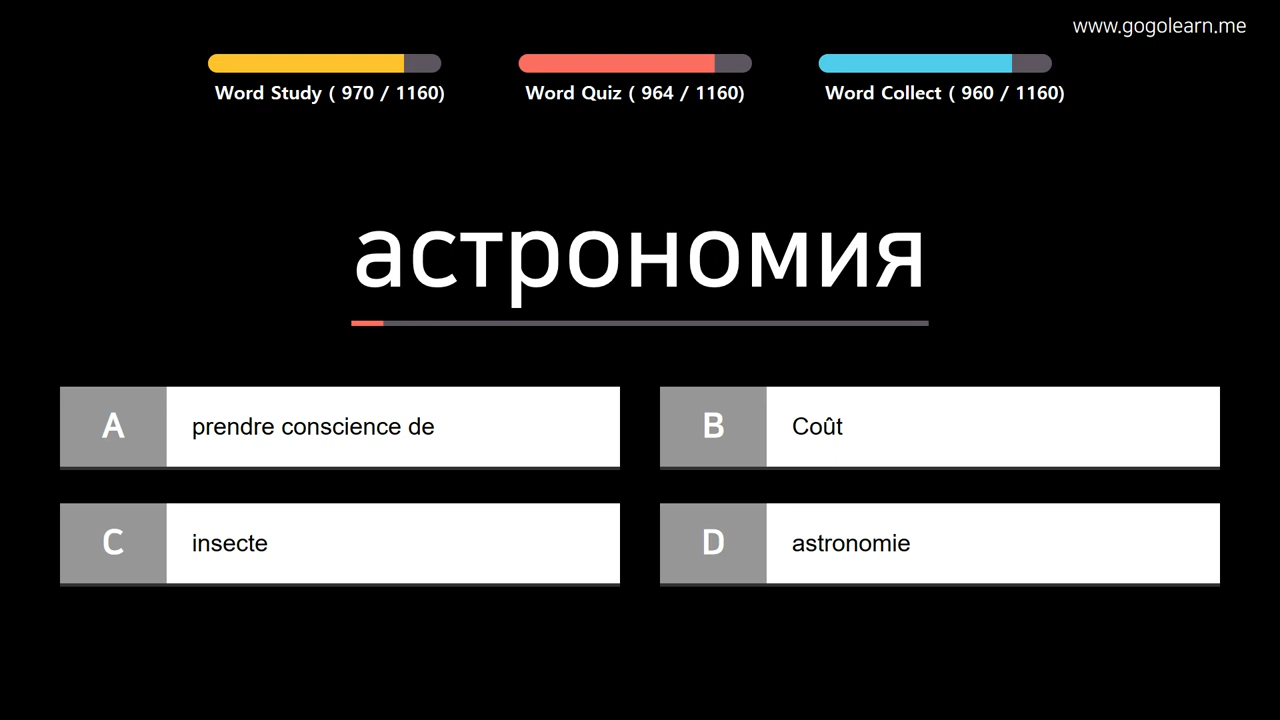 www.gogolearn.me
Word Study ( 970 / 1160)
Word Quiz ( 964 / 1160)
Word Collect ( 960 / 1160)
астрономия
A prendre conscience de
B Coût
C insecte
D astronomie